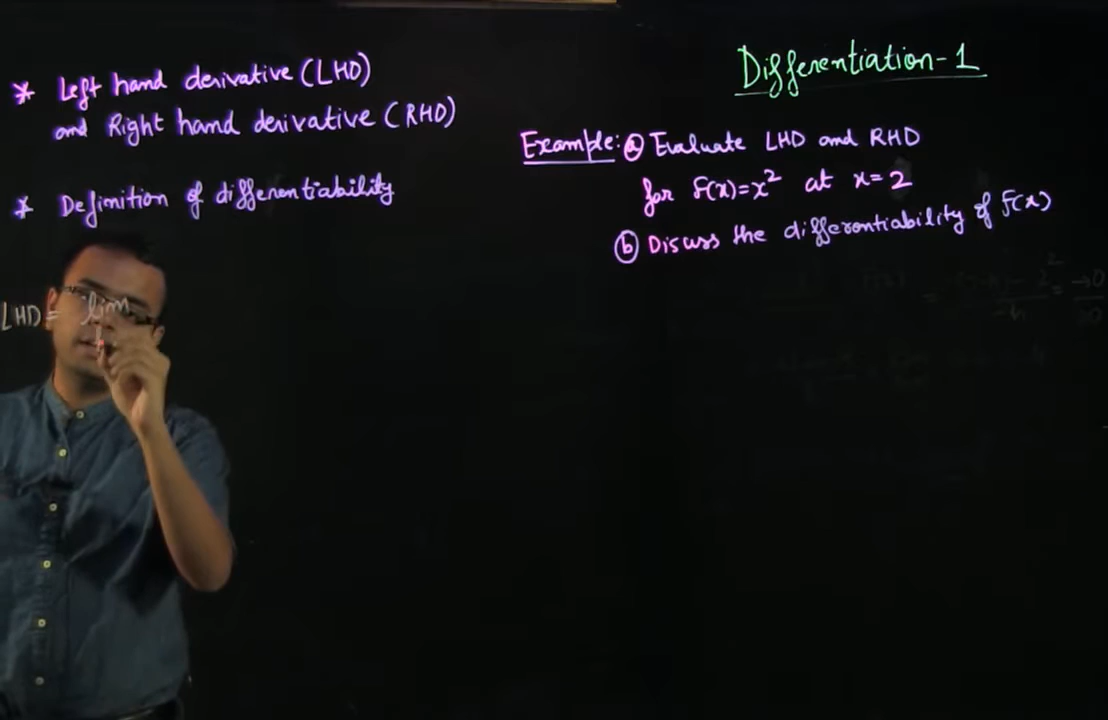 * Left hand derivative (LHD)
and Right hand derivative (RHD)
* Definition of differentiability
LHD = lim
Differentiation-1
Example: (a) Evaluate LHD and RHD
for f(x)=x² at x=2
(b) Discuss the differentiability of f(x)